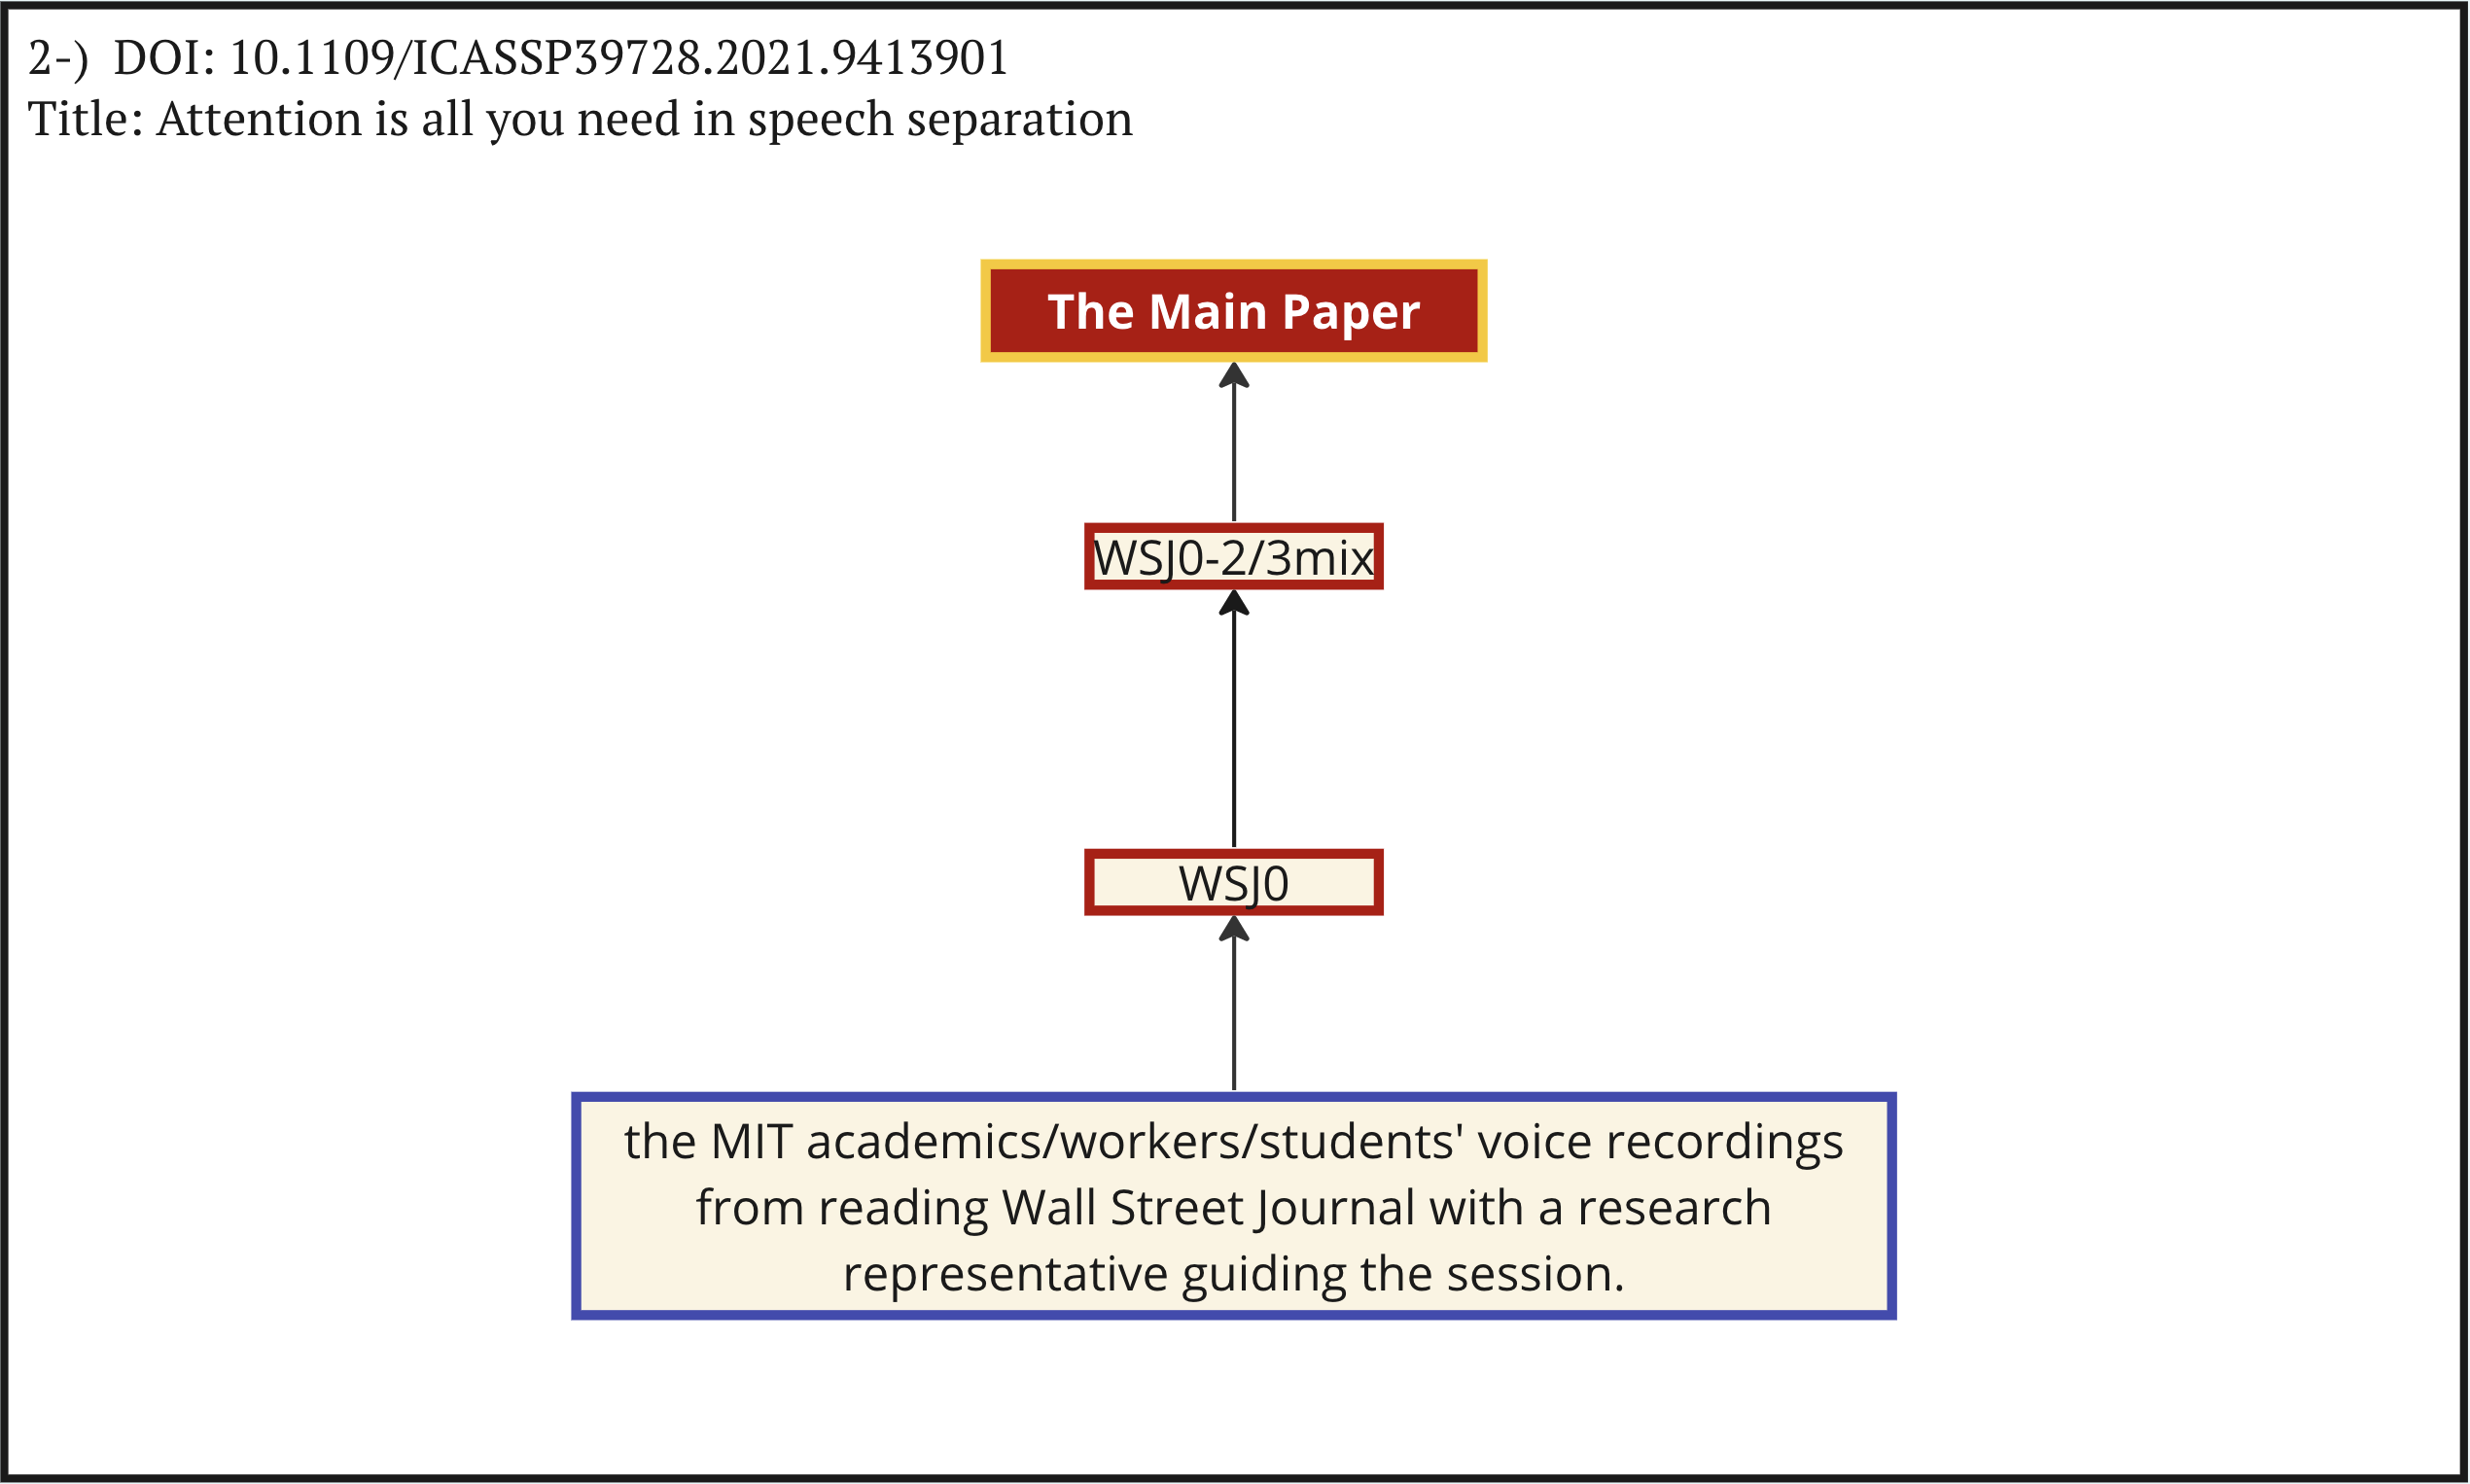 2-)  DOI: 10.1109/ICASSP39728.2021.9413901
Title: Attention is all you need in speech separation
The Main Paper
WSJ0-2/3mix
WSJ0
the MIT academics/workers/students' voice recordings
from reading Wall Street Journal with a research
representative guiding the session.